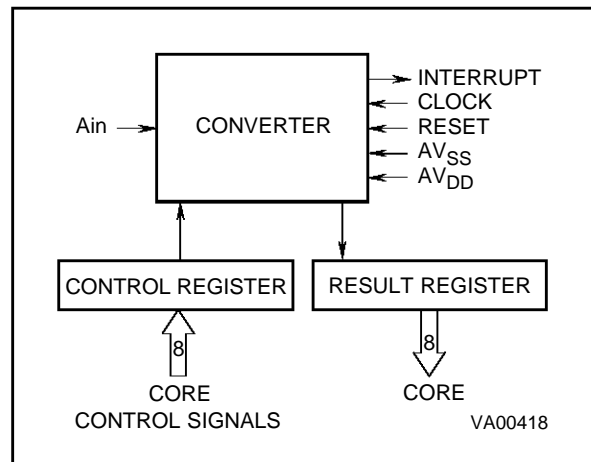 INTERRUPT
CLOCK
Ain
CONVERTER
RESET
AVSS
AVDD
CONTROL REGISTER
RESULT REGISTER
8
8
CORE
CONTROL SIGNALS
CORE
VA00418